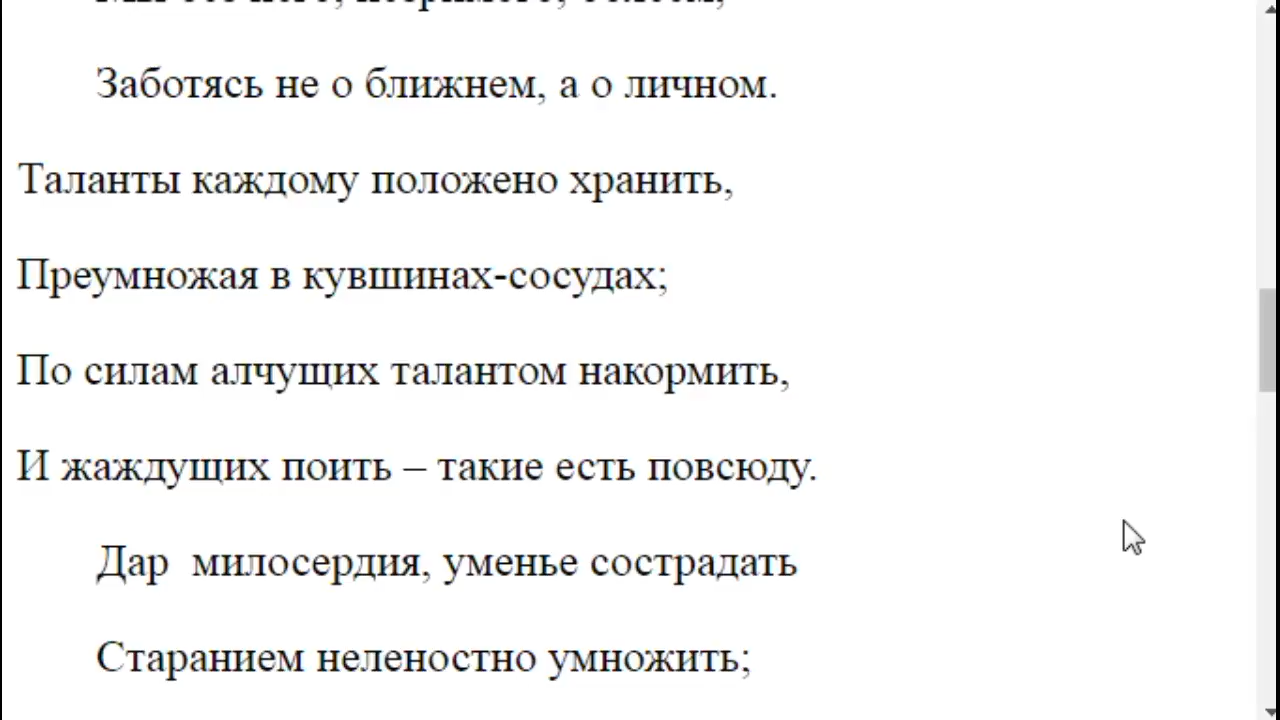 Заботясь не о ближнем, а о личном.
Таланты каждому положено хранить,
Преумножая в кувшинах-сосудах;
По силам алчущих талантом накормить,
И жаждущих поить – такие есть повсюду.
Дар  милосердия, уменье сострадать
Старанием неленостно умножить;